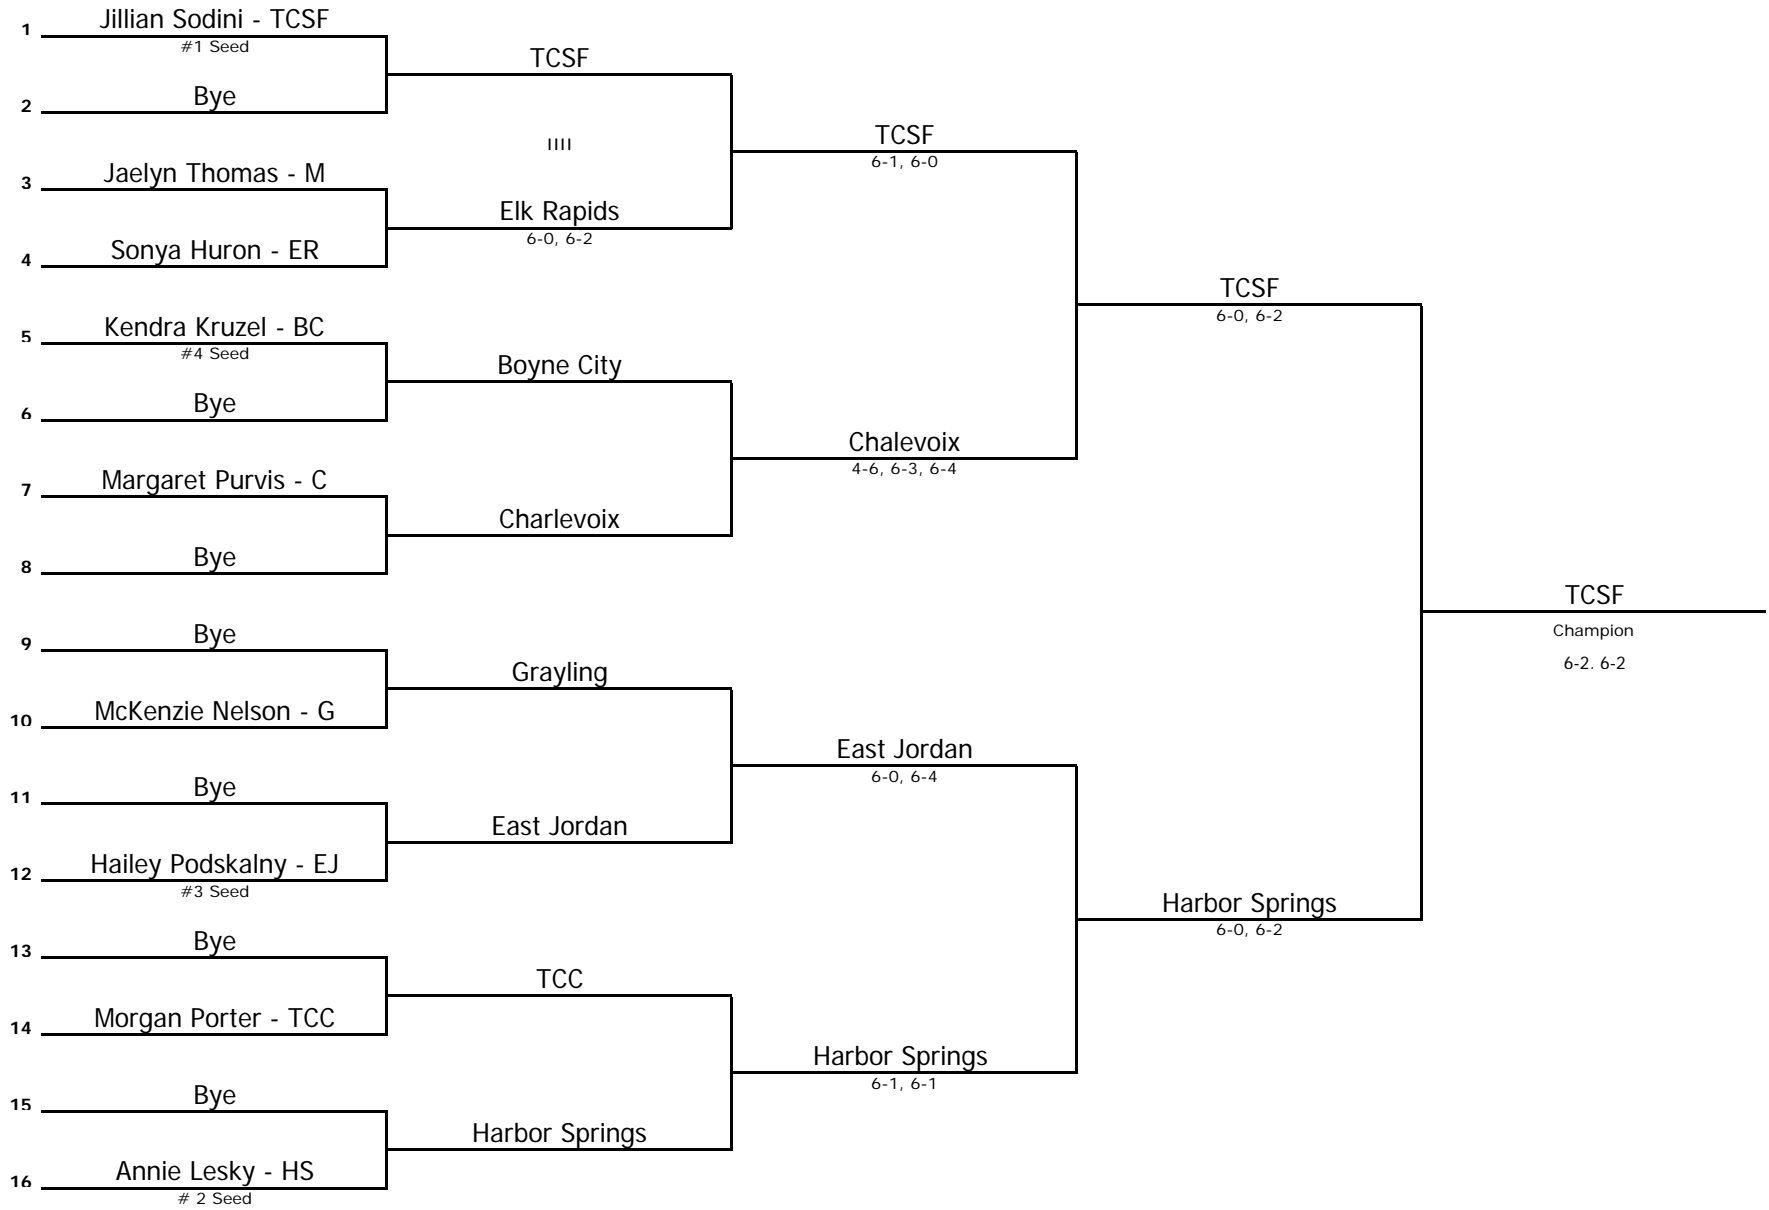 1 Jillian Sodini - TCSF
#1 Seed
2 Bye
3 Jaelyn Thomas - M
4 Sonya Huron - ER
5 Kendra Kruzel - BC
#4 Seed
6 Bye
7 Margaret Purvis - C
8 Bye
9 Bye
10 McKenzie Nelson - G
11 Bye
12 Hailey Podskalny - EJ
#3 Seed
13 Bye
14 Morgan Porter - TCC
15 Bye
16 Annie Lesky - HS
# 2 Seed
TCSF
IIII
Elk Rapids
6-0, 6-2
Boyne City
Charlevoix
Grayling
East Jordan
TCC
Harbor Springs
TCSF
6-1, 6-0
Chalevoix
4-6, 6-3, 6-4
East Jordan
6-0, 6-4
Harbor Springs
6-1, 6-1
TCSF
6-0, 6-2
Harbor Springs
6-0, 6-2
TCSF
Champion
6-2. 6-2